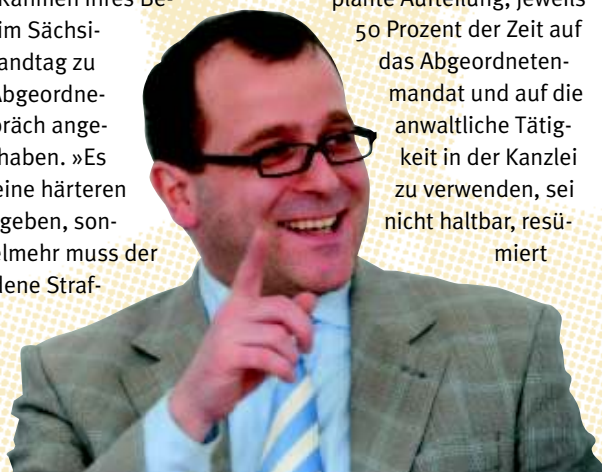 Rahmen ihres Be-
im Sächsi-
andtag zu
Abgeordne-
räch ange-
haben. »Es
eine härteren
geben, son-
elmehr muss der
dene Straf-
plante Aufteilung, jeweils
50 Prozent der Zeit auf
das Abgeordneten-
mandat und auf die
anwaltliche Tätig-
keit in der Kanzlei
zu verwenden, sei
nicht haltbar, resü-
miert